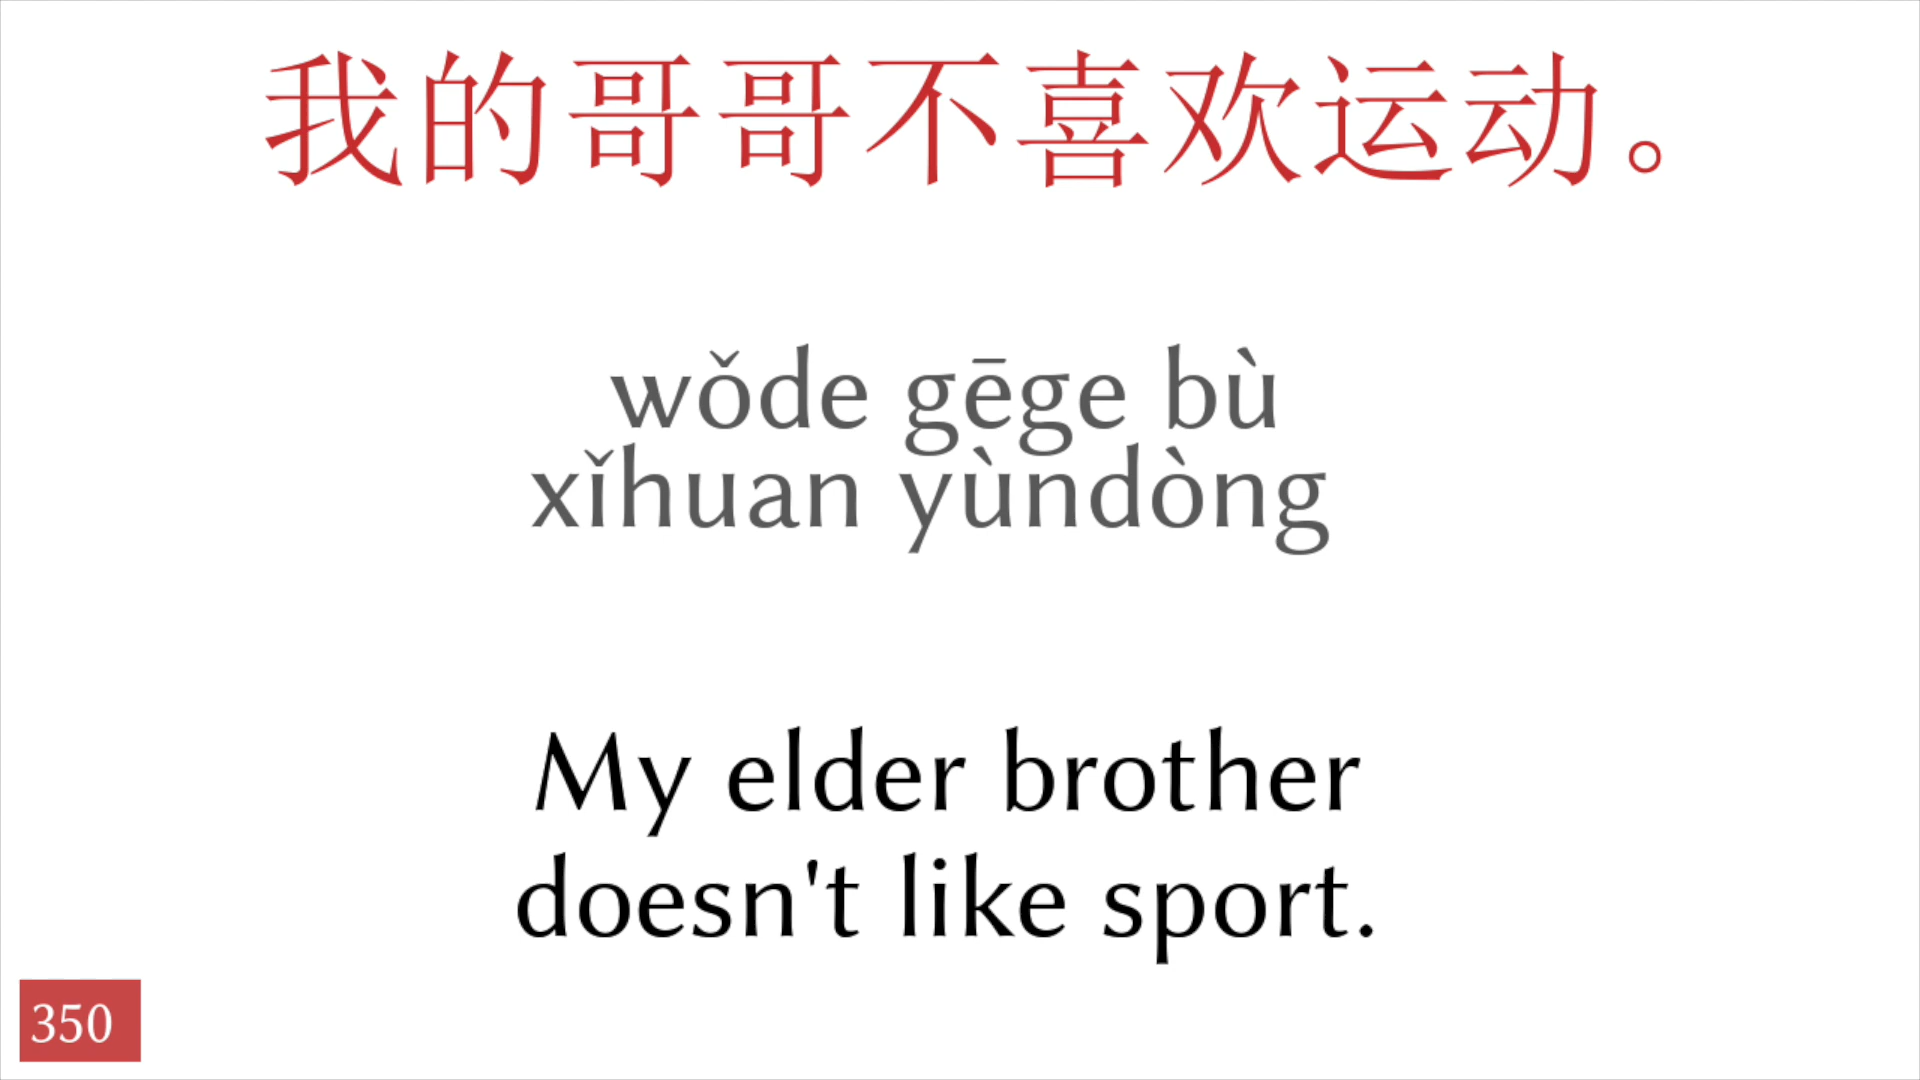 我的哥哥不喜欢运动。
wǒde gēge bù
xǐhuan yùndòng
My elder brother
doesn't like sport.
350